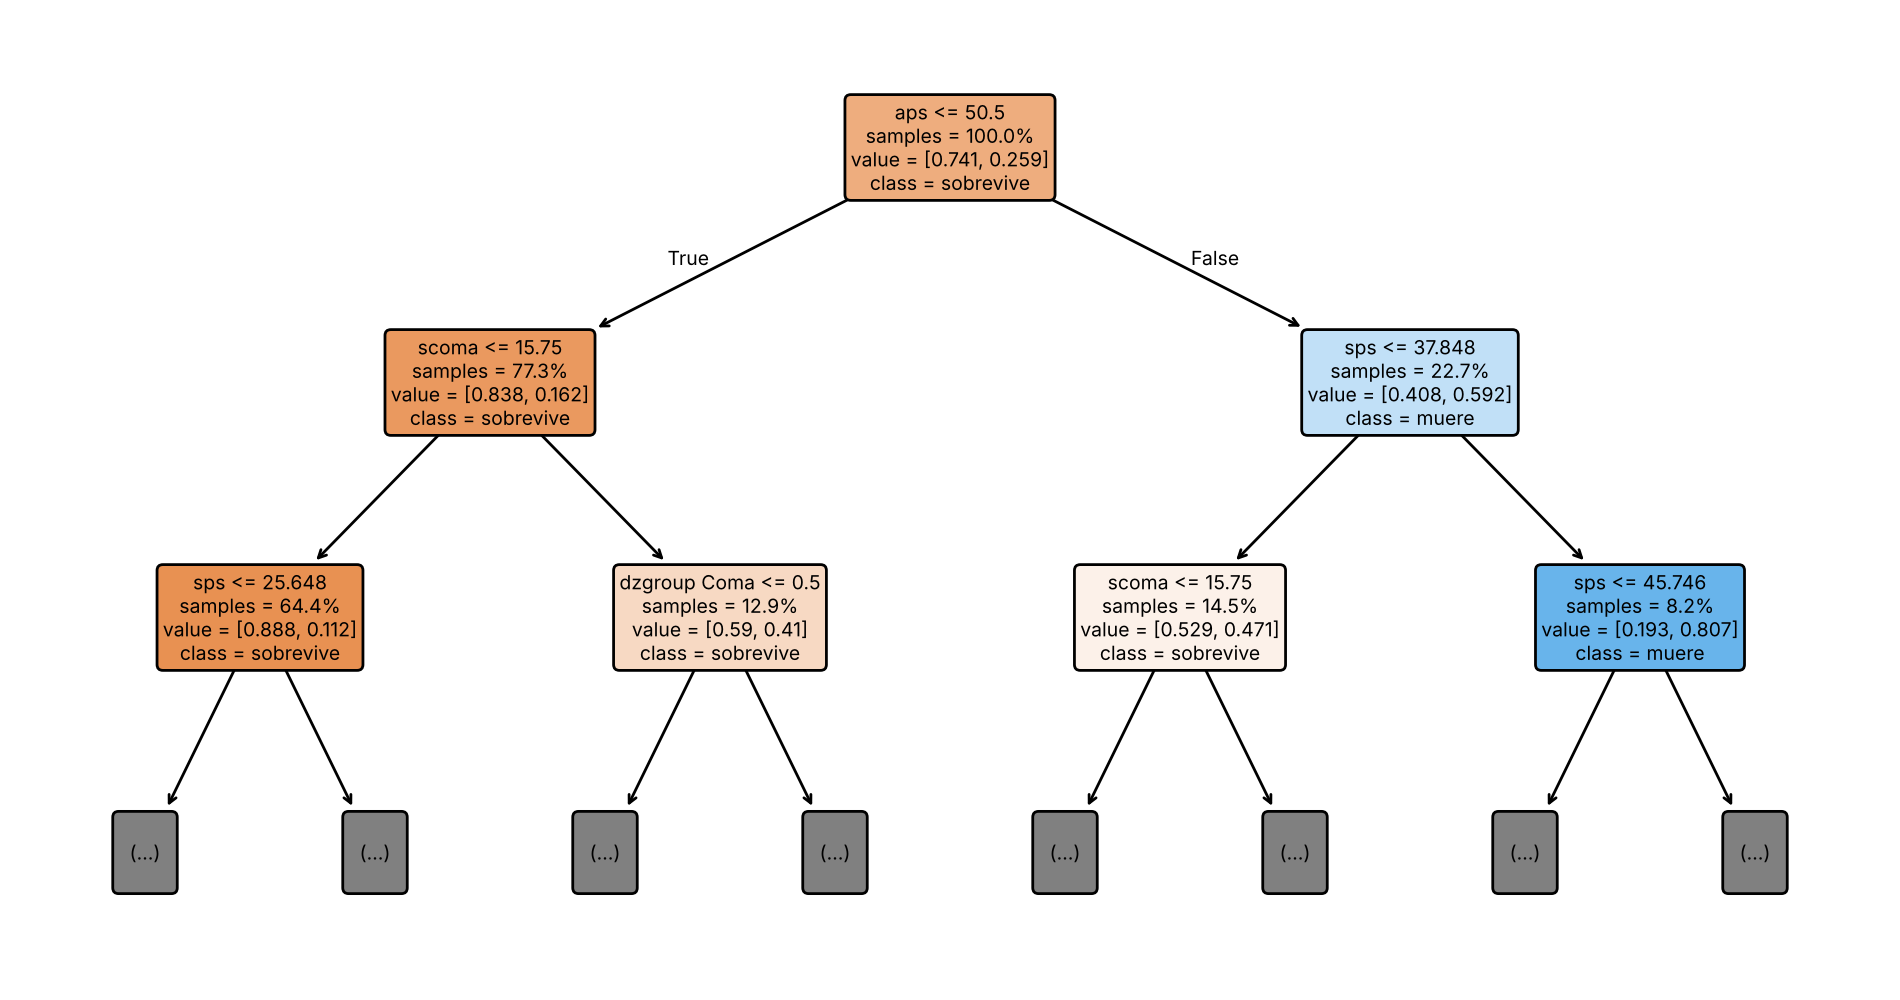 aps <= 50.5
samples = 100.0%
value = [0.741, 0.259]
class = sobrevive
True
False
scoma <= 15.75
samples = 77.3%
value = [0.838, 0.162]
class = sobrevive
sps <= 37.848
samples = 22.7%
value = [0.408, 0.592]
class = muere
sps <= 25.648
samples = 64.4%
value = [0.888, 0.112]
class = sobrevive
dzgroup Coma <= 0.5
samples = 12.9%
value = [0.59, 0.41]
class = sobrevive
scoma <= 15.75
samples = 14.5%
value = [0.529, 0.471]
class = sobrevive
sps <= 45.746
samples = 8.2%
value = [0.193, 0.807]
class = muere
(...)
(...)
(...)
(...)
(...)
(...)
(...)
(...)